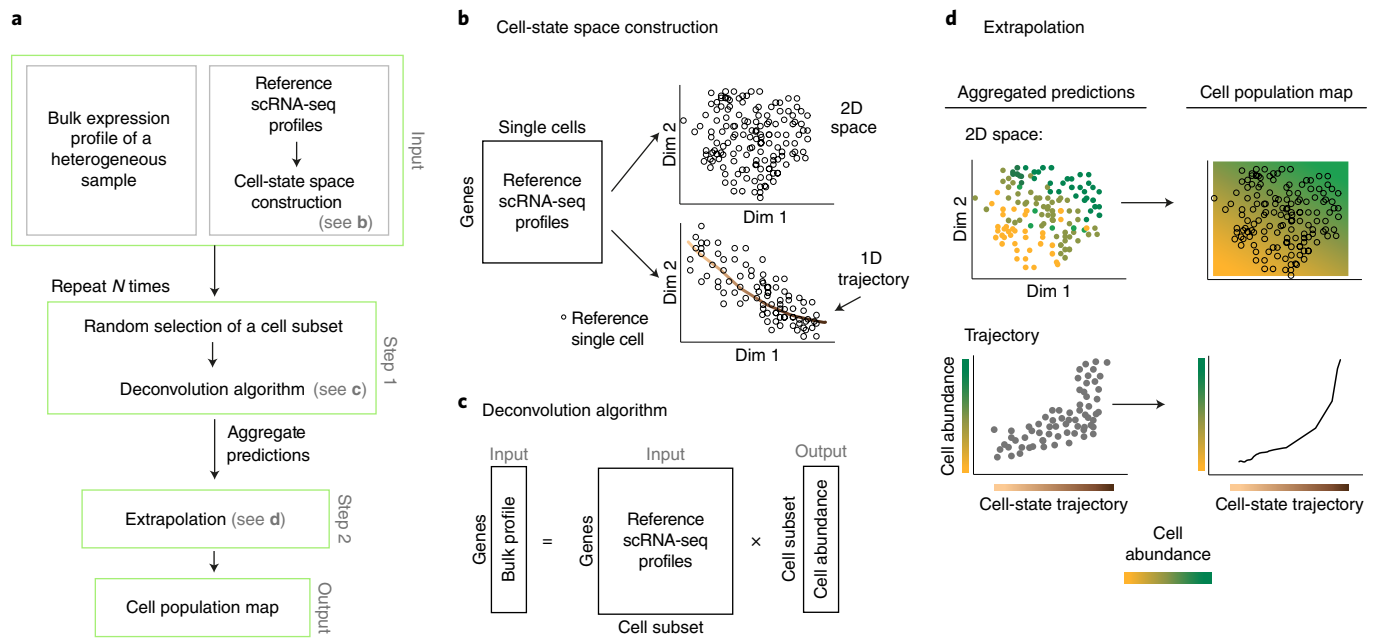 a
Bulk expression
profile of a
heterogeneous
sample
Reference
scRNA-seq
profiles
Cell-state space
construction
(see b)
Input
Repeat N times
Random selection of a cell subset
Deconvolution algorithm (see c)
Step 1
Aggregate
predictions
Extrapolation (see d)
Step 2
Cell population map
Output
b
Cell-state space construction
Single cells
Genes
Reference
scRNA-seq
profiles
Dim 2
Dim 1
2D
space
Dim 2
Dim 1
1D
trajectory
Reference
single cell
c
Deconvolution algorithm
Input
Genes
Bulk profile
=
Input
Genes
Reference
scRNA-seq
profiles
Cell subset
×
Output
Cell subset
Cell abundance
d
Extrapolation
Aggregated predictions
Cell population map
2D space:
Dim 2
Dim 1
Trajectory
Cell abundance
Cell-state trajectory
Cell-state trajectory
Cell
abundance